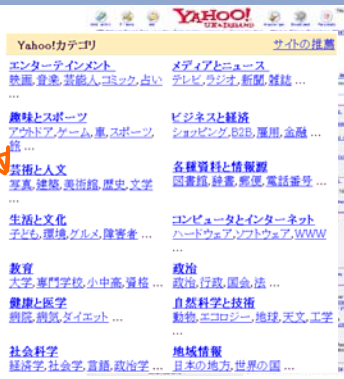 YAHOO!
UK & IRELAND
Yahoo!カテゴリ
サイトの推薦
エンターテインメント
映画,音楽,芸能人,コミック,占い
...
メディアとニュース
テレビ,ラジオ,新聞,雑誌 ...
趣味とスポーツ
アウトドア,ゲーム,車,スポーツ,
旅 ...
ビジネスと経済
ショッピング,B2B,雇用,金融 ...
芸術と人文
写真,建築,美術館,歴史,文学
...
各種資料と情報源
図書館,辞書,郵便,電話番号 ...
生活と文化
子ども,環境,グルメ,障害者 ...
コンピュータとインターネット
ハードウェア,ソフトウェア,WWW
...
教育
大学,専門学校,小中高,資格 ...
政治
政治,行政,国会,法 ...
健康と医学
病院,病気,ダイエット ...
自然科学と技術
動物,エコロジー,地球,天文,工学
...
社会科学
経済学,社会学,言語,政治学 ...
地域情報
日本の地方,世界の国 ...